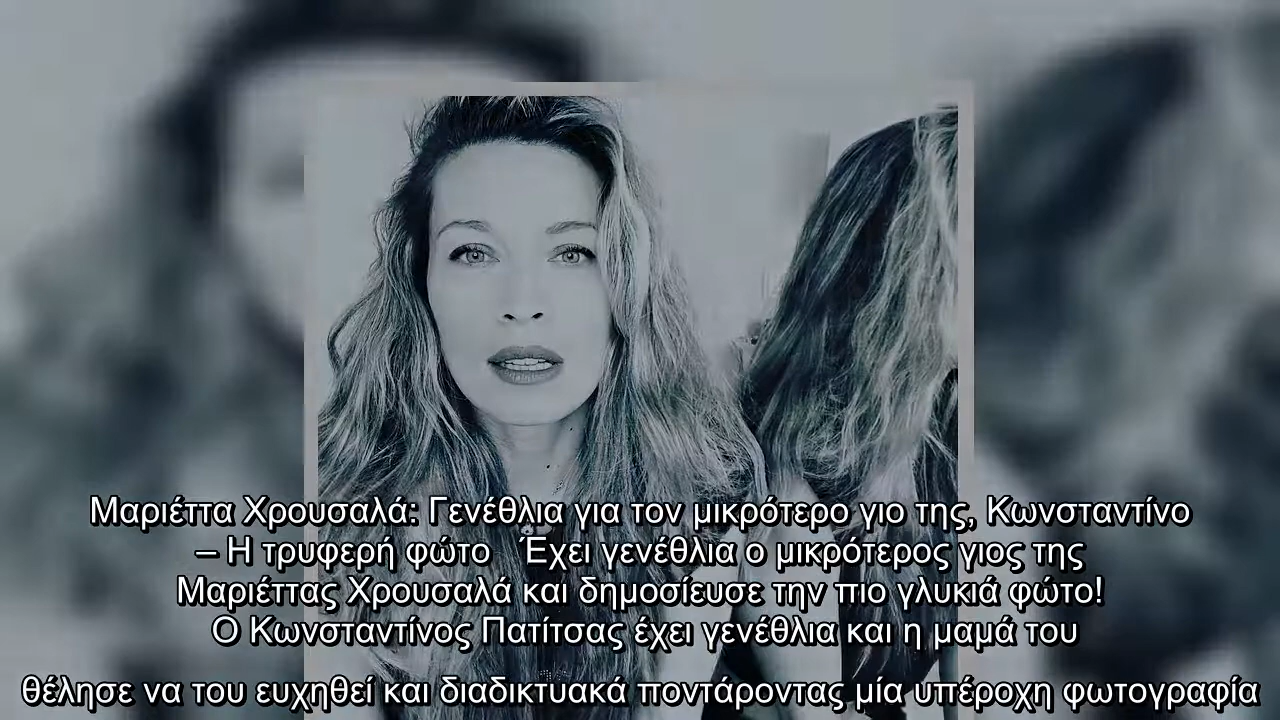 Μαριέττα Χρουσαλά: Γενέθλια για τον μικρότερο γιο της, Κωνσταντίνο
– Η τρυφερή φώτο Έχει γενέθλια ο μικρότερος γιος της
Μαριέττας Χρουσαλά και δημοσίευσε την πιο γλυκιά φώτο!
Ο Κωνσταντίνος Πατίτσας έχει γενέθλια και η μαμά του
θέλησε να του ευχηθεί και διαδικτυακά ποντάροντας μία υπέροχη φωτογραφία